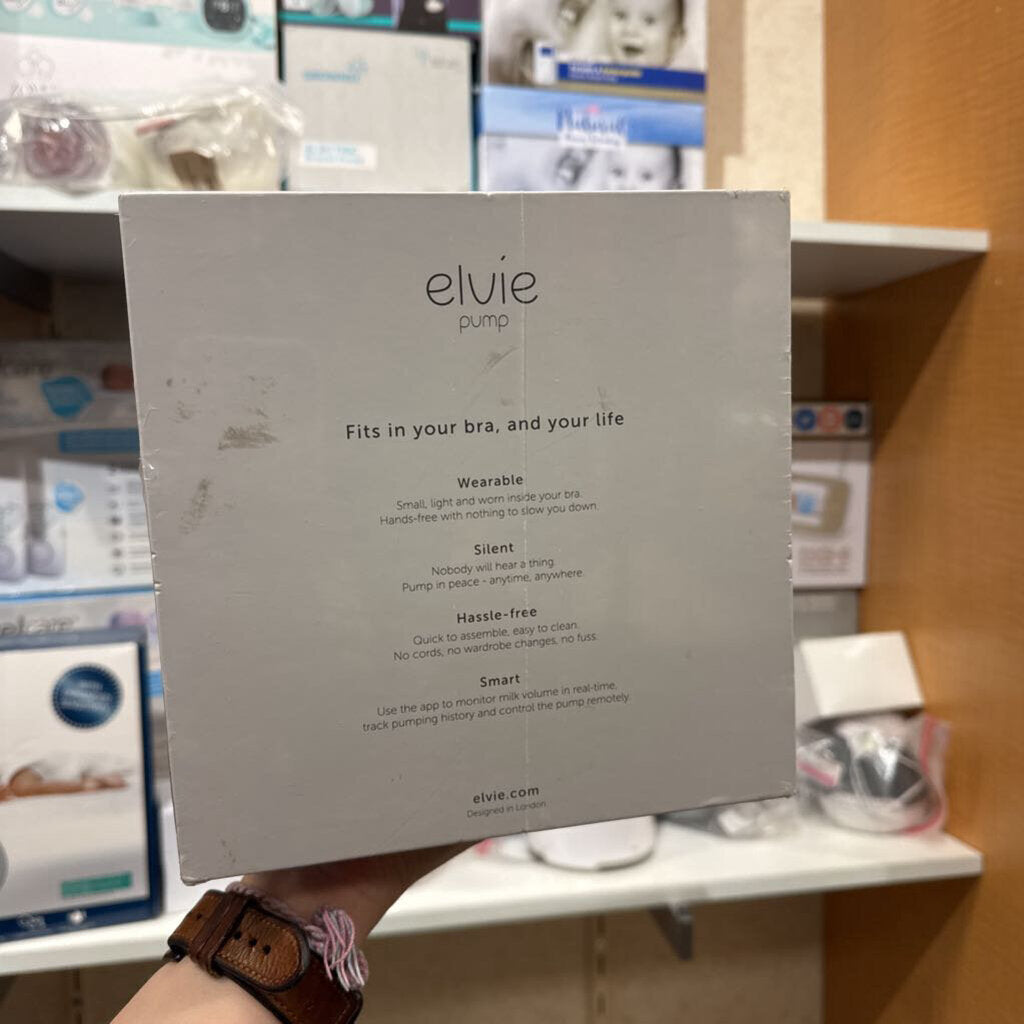 elvie
pump
Fits in your bra, and your life
Wearable
Small, light and worn inside your bra.
Hands-free with nothing to slow you down.
Silent
Nobody will hear a thing.
Pump in peace - anytime, anywhere.
Hassle-free
Quick to assemble, easy to clean.
No cords, no wardrobe changes, no fuss.
Smart
Use the app to monitor milk volume in real-time,
track pumping history and control the pump remotely.
elvie.com
Designed in London